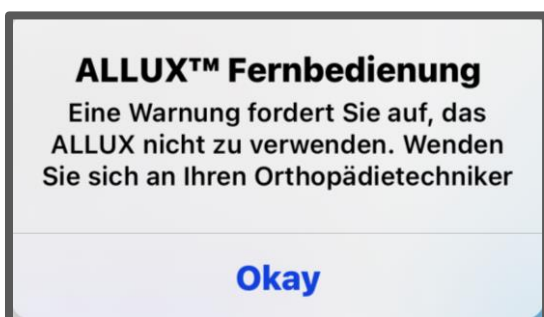 ALLUX™ Fernbedienung
Eine Warnung fordert Sie auf, das
ALLUX nicht zu verwenden. Wenden
Sie sich an Ihren Orthopädietechniker
Okay